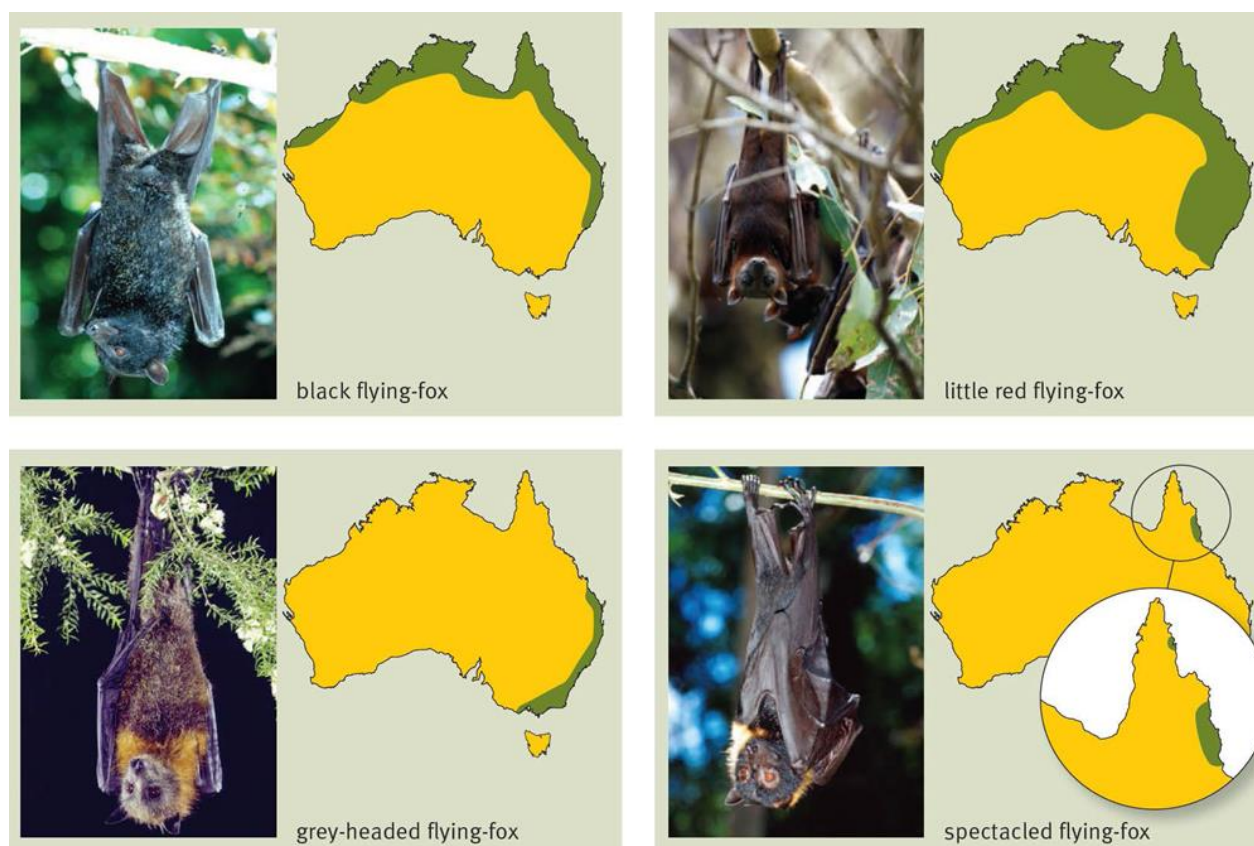 black flying-fox
little red flying-fox
grey-headed flying-fox
spectacled flying-fox